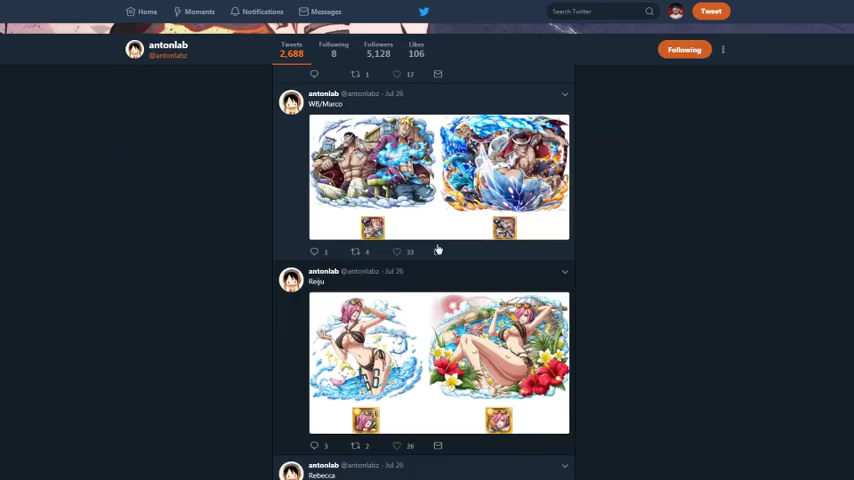 Home
Moments
Notifications
Messages
Search Twitter
Tweet
antonlab
@antonlabz
Tweets
2,688
Following
8
Followers
5,128
Likes
106
Following
1
17
antonlab @antonlabz · Jul 26
WB/Marco
1
4
33
antonlab @antonlabz · Jul 26
Reiju
3
2
26
antonlab @antonlabz · Jul 26
Rebecca